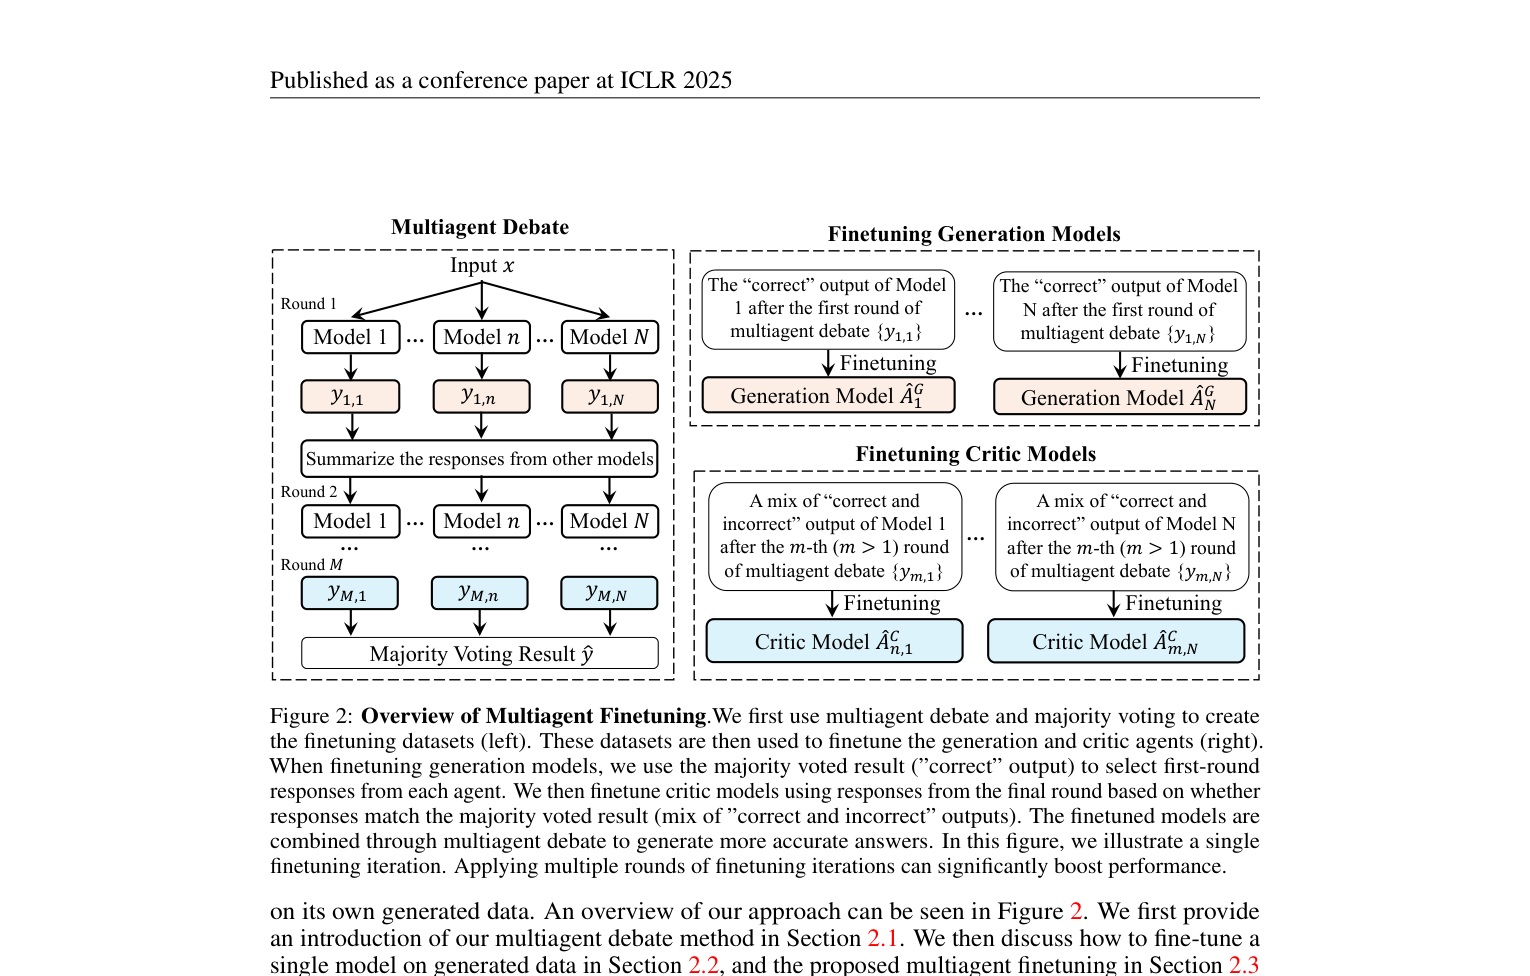 Published as a conference paper at ICLR 2025
Multiagent Debate
Input x
Round 1
Model 1 ... Model n ... Model N
y1,1 y1,n y1,N
Summarize the responses from other models
Round 2
Model 1 ... Model n ... Model N
... ... ...
Round M
yM,1 yM,n yM,N
Majority Voting Result ŷ
Finetuning Generation Models
The “correct” output of Model
1 after the first round of
multiagent debate {y1,1}
Finetuning
Generation Model Â^G_1
...
The “correct” output of Model
N after the first round of
multiagent debate {y1,N}
Finetuning
Generation Model Â^G_N
Finetuning Critic Models
A mix of “correct and
incorrect” output of Model 1
after the m-th (m > 1) round
of multiagent debate {ym,1}
Finetuning
Critic Model Â^C_n,1
...
A mix of “correct and
incorrect” output of Model N
after the m-th (m > 1) round
of multiagent debate {ym,N}
Finetuning
Critic Model Â^C_m,N
Figure 2: Overview of Multiagent Finetuning.We first use multiagent debate and majority voting to create
the finetuning datasets (left). These datasets are then used to finetune the generation and critic agents (right).
When finetuning generation models, we use the majority voted result (”correct” output) to select first-round
responses from each agent. We then finetune critic models using responses from the final round based on whether
responses match the majority voted result (mix of ”correct and incorrect” outputs). The finetuned models are
combined through multiagent debate to generate more accurate answers. In this figure, we illustrate a single
finetuning iteration. Applying multiple rounds of finetuning iterations can significantly boost performance.
on its own generated data. An overview of our approach can be seen in Figure 2. We first provide
an introduction of our multiagent debate method in Section 2.1. We then discuss how to fine-tune a
single model on generated data in Section 2.2, and the proposed multiagent finetuning in Section 2.3